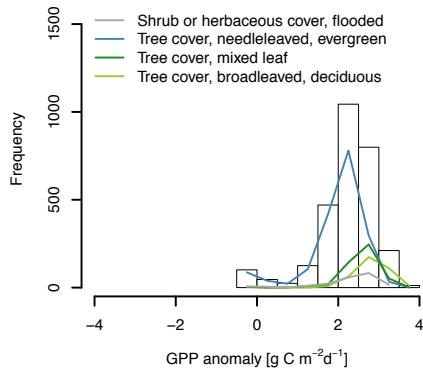 1500
Shrub or herbaceous cover, flooded
Tree cover, needleleaved, evergreen
Tree cover, mixed leaf
Tree cover, broadleaved, deciduous
1000
500
0
Frequency
−4 −2 0 2 4
GPP anomaly [g C m⁻²d⁻¹]